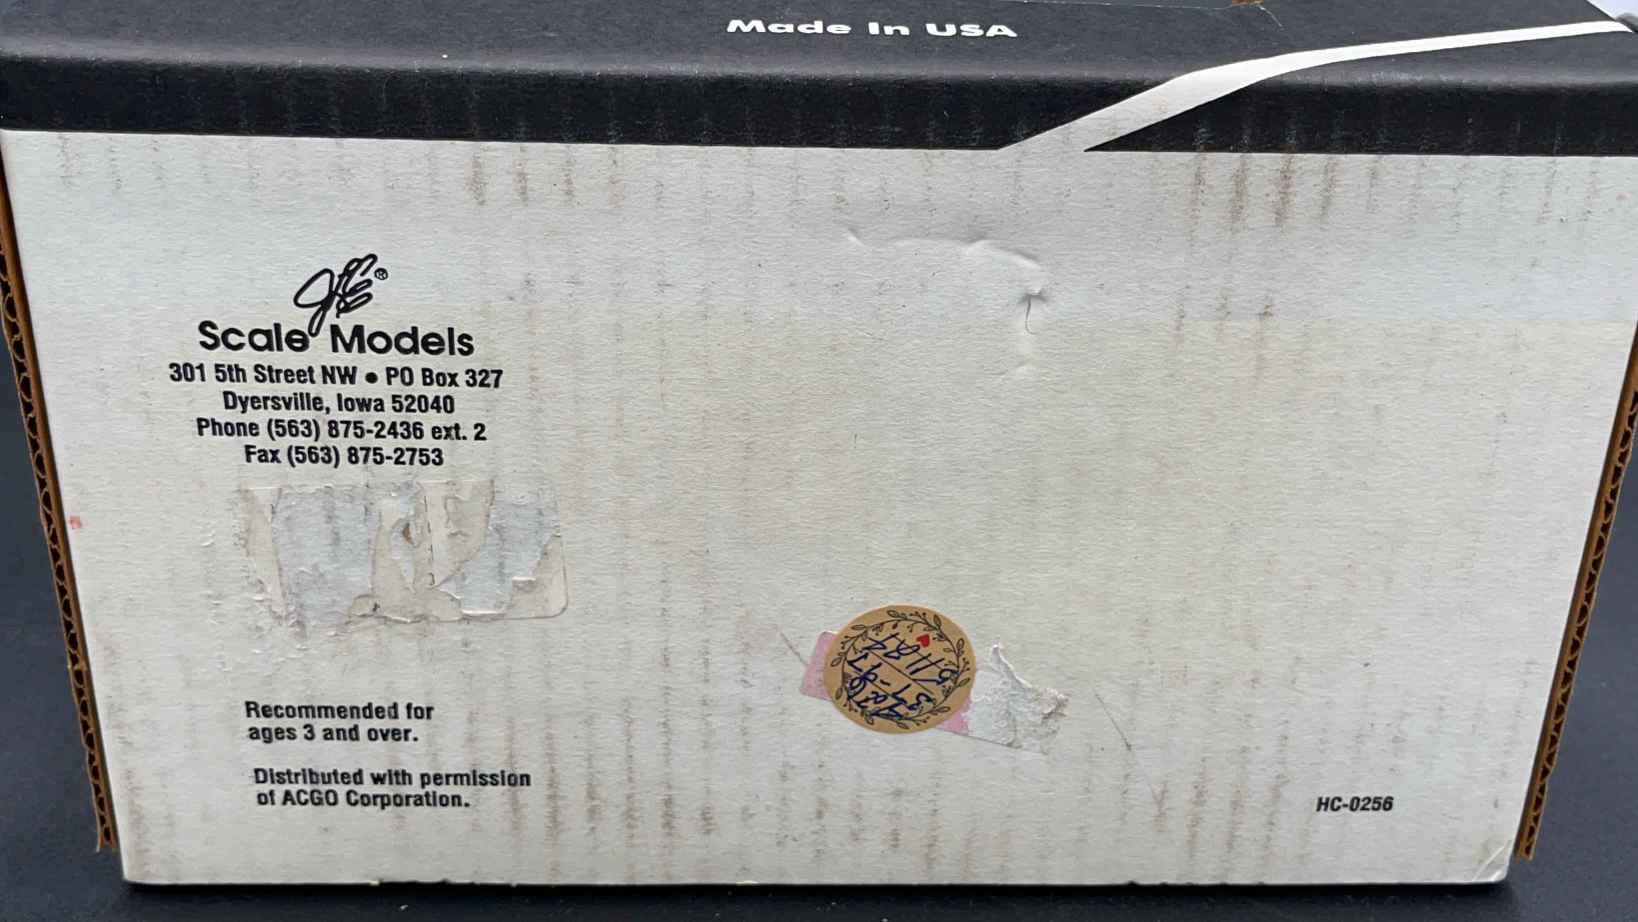 Made In USA
JLE®
Scale Models
301 5th Street NW • PO Box 327
Dyersville, Iowa 52040
Phone (563) 875-2436 ext. 2
Fax (563) 875-2753
Recommended for
ages 3 and over.
Distributed with permission
of ACGO Corporation.
HC-0256